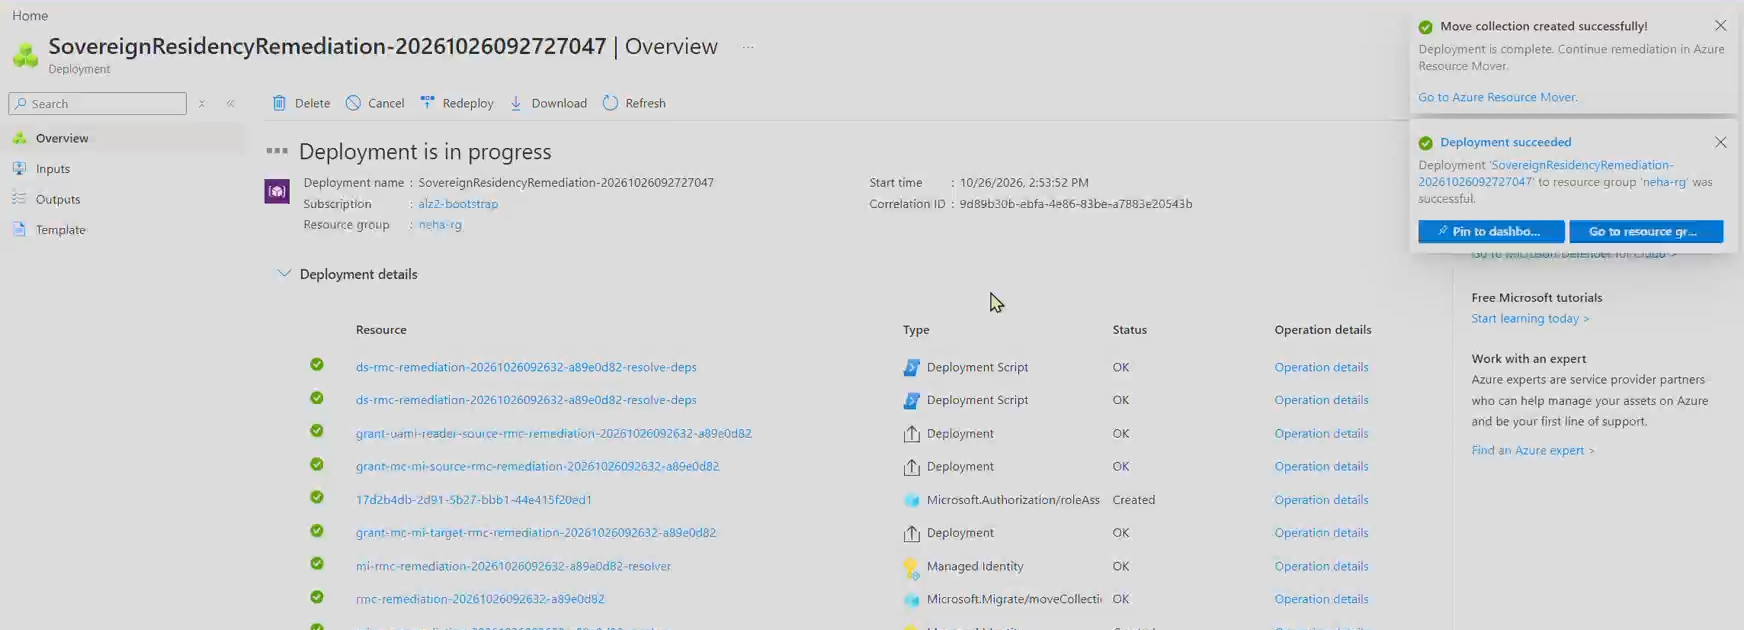 Home
SovereignResidencyRemediation-20261026092727047 | Overview ...
Deployment
Search
Overview
Inputs
Outputs
Template
Delete Cancel Redeploy Download Refresh
Deployment is in progress
Deployment name : SovereignResidencyRemediation-20261026092727047
Subscription : alz2-bootstrap
Resource group : neha-rg
Start time : 10/26/2026, 2:53:52 PM
Correlation ID : 9d89b30b-ebfa-4e86-83be-a7883e20543b
Deployment details
Resource Type Status Operation details
ds-rmc-remediation-20261026092632-a89e0d82-resolve-deps Deployment Script OK Operation details
ds-rmc-remediation-20261026092632-a89e0d82-resolve-deps Deployment Script OK Operation details
grant-uami-reader-source-rmc-remediation-20261026092632-a89e0d82 Deployment OK Operation details
grant-mc-mi-source-rmc-remediation-20261026092632-a89e0d82 Deployment OK Operation details
17d2b4db-2d91-5b27-bbb1-44e415f20ed1 Microsoft.Authorization/roleAss Created Operation details
grant-mc-mi-target-rmc-remediation-20261026092632-a89e0d82 Deployment OK Operation details
mi-rmc-remediation-20261026092632-a89e0d82-resolver Managed Identity OK Operation details
rmc-remediation-20261026092632-a89e0d82 Microsoft.Migrate/moveCollecti OK Operation details
Move collection created successfully!
Deployment is complete. Continue remediation in Azure
Resource Mover.
Go to Azure Resource Mover.
Deployment succeeded
Deployment 'SovereignResidencyRemediation-
20261026092727047' to resource group 'neha-rg' was
successful.
Pin to dashbo... Go to resource gr...
Go to Microsoft Defender for Cloud >
Free Microsoft tutorials
Start learning today >
Work with an expert
Azure experts are service provider partners
who can help manage your assets on Azure
and be your first line of support.
Find an Azure expert >